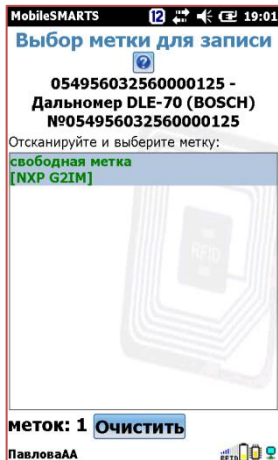 MobileSMARTS 12 19:01
Выбор метки для записи
?
054956032560000125 -
Дальномер DLE-70 (BOSCH)
№054956032560000125
Отсканируйте и выберите метку:
свободная метка
[NXP G2IM]
RFID
меток: 1 Очистить
ПавловаАА RFID